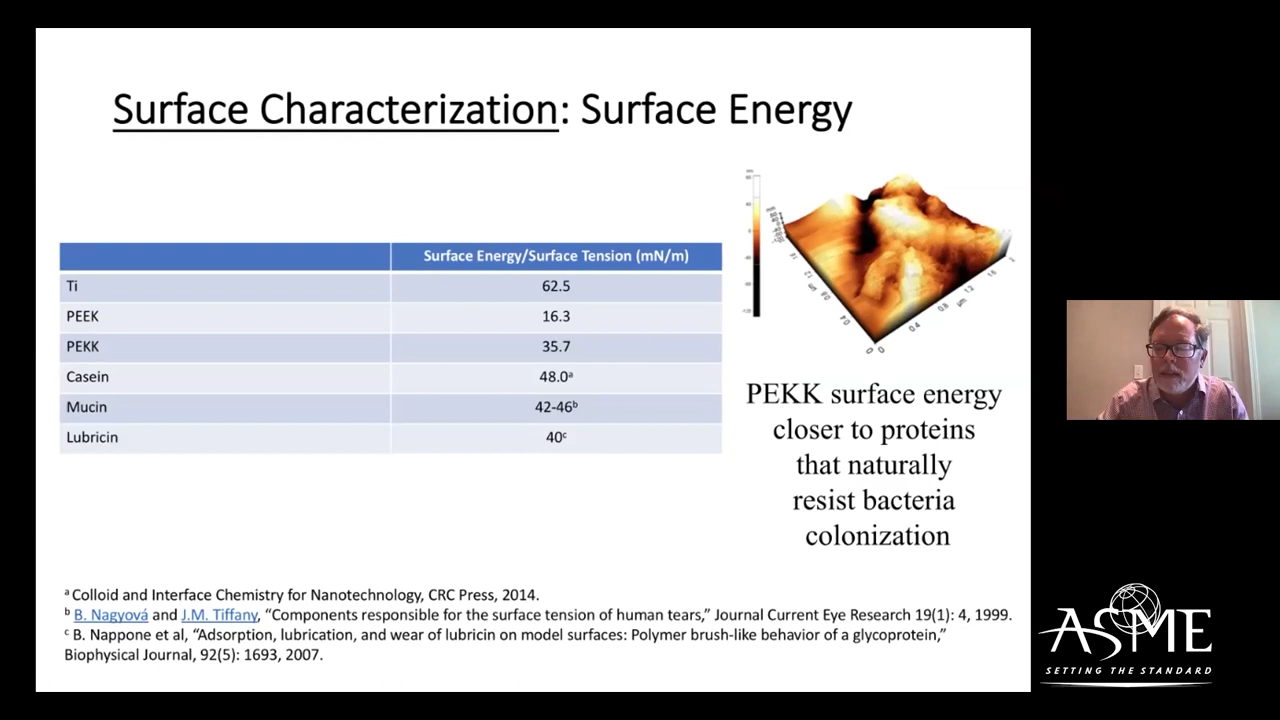 Surface Characterization: Surface Energy
Surface Energy/Surface Tension (mN/m)
Ti 62.5
PEEK 16.3
PEKK 35.7
Casein 48.0ᵃ
Mucin 42-46ᵇ
Lubricin 40ᶜ
PEKK surface energy
closer to proteins
that naturally
resist bacteria
colonization
ᵃ Colloid and Interface Chemistry for Nanotechnology, CRC Press, 2014.
ᵇ B. Nagyová and J.M. Tiffany, “Components responsible for the surface tension of human tears,” Journal Current Eye Research 19(1): 4, 1999.
ᶜ B. Nappone et al, “Adsorption, lubrication, and wear of lubricin on model surfaces: Polymer brush-like behavior of a glycoprotein,”
Biophysical Journal, 92(5): 1693, 2007.
ASME
SETTING THE STANDARD